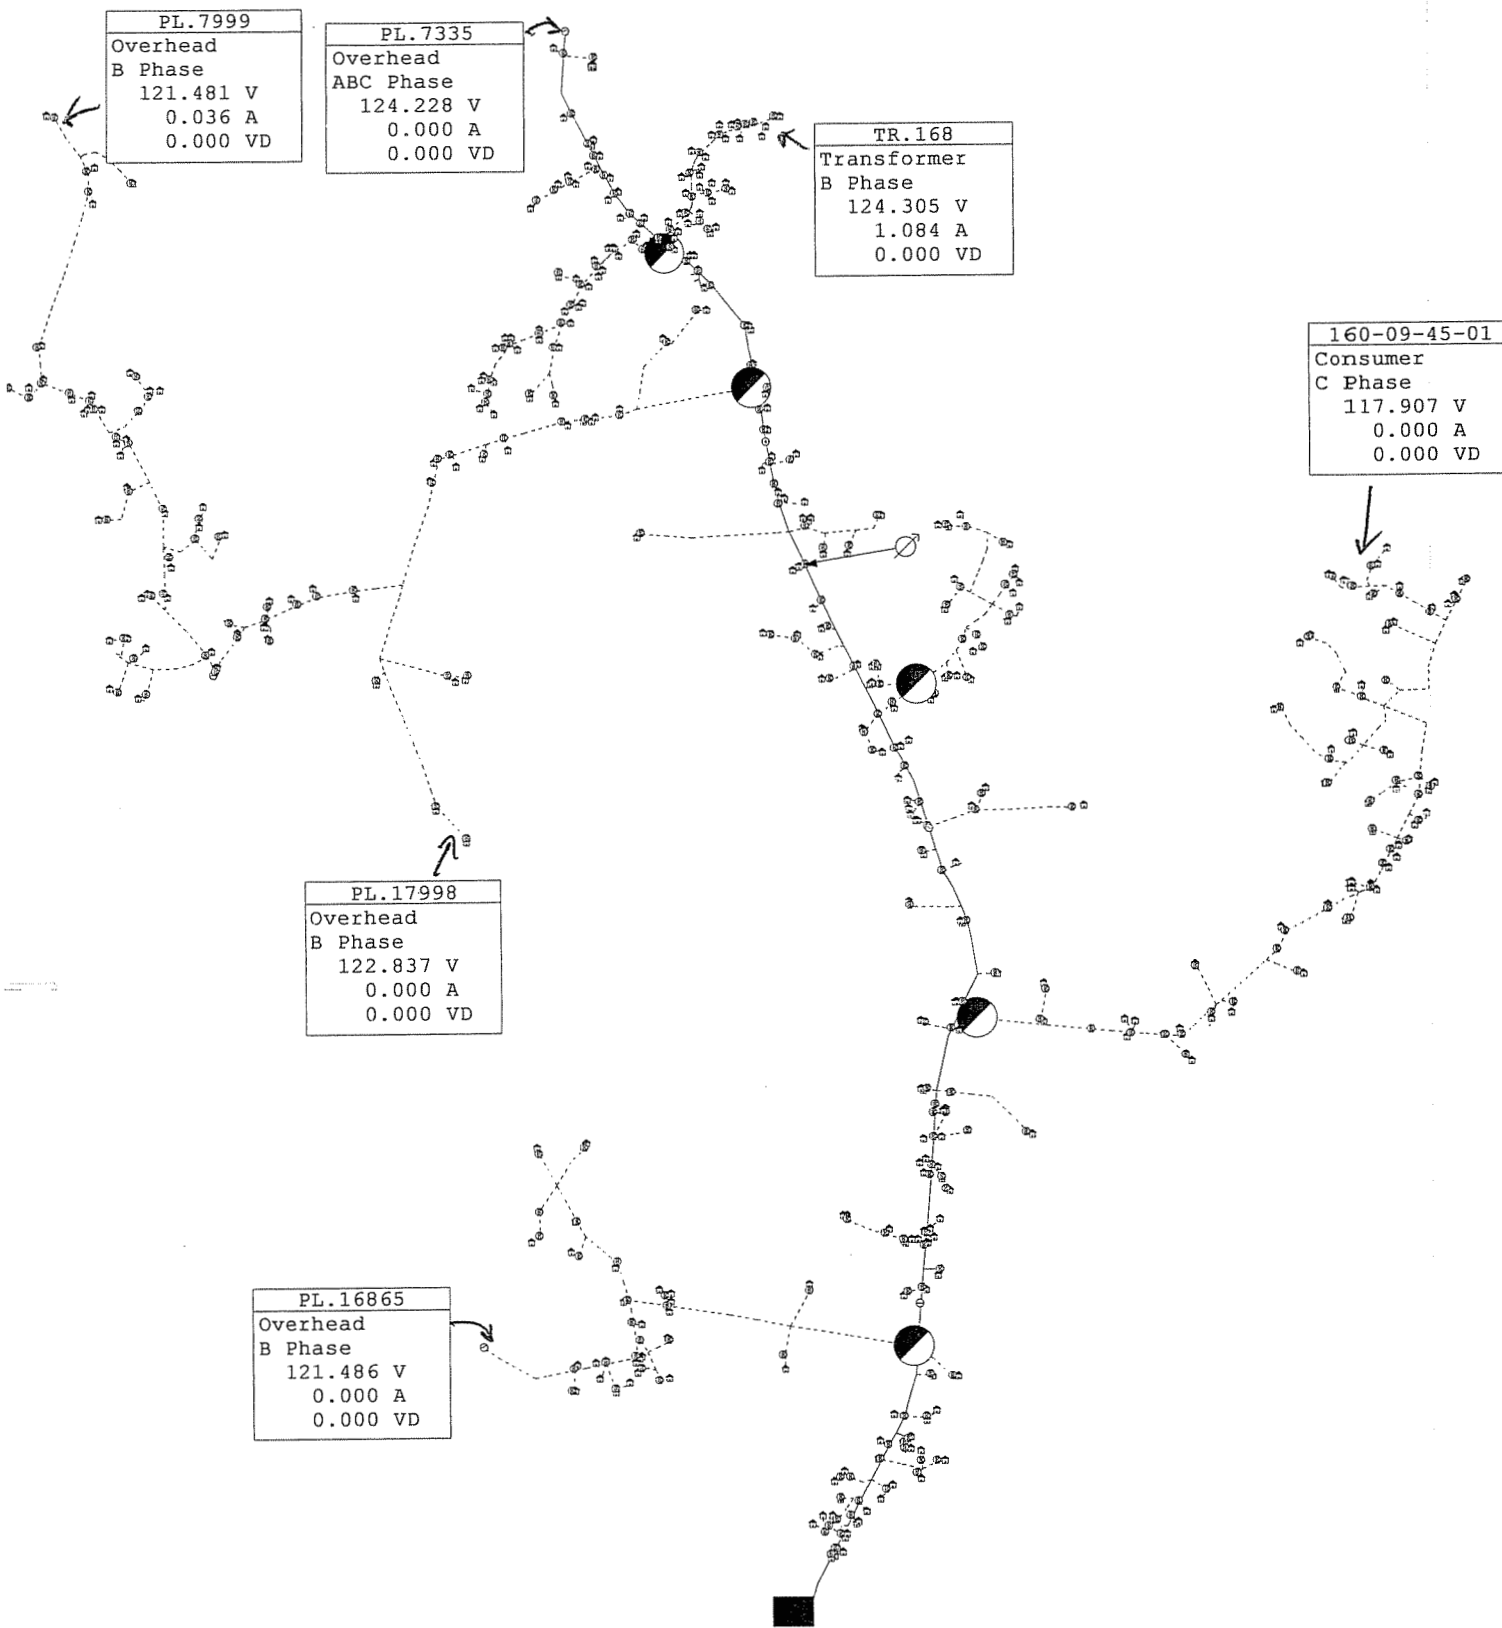 PL.7999
Overhead
B Phase
121.481 V
0.036 A
0.000 VD
PL.7335
Overhead
ABC Phase
124.228 V
0.000 A
0.000 VD
TR.168
Transformer
B Phase
124.305 V
1.084 A
0.000 VD
160-09-45-01
Consumer
C Phase
117.907 V
0.000 A
0.000 VD
PL.17998
Overhead
B Phase
122.837 V
0.000 A
0.000 VD
PL.16865
Overhead
B Phase
121.486 V
0.000 A
0.000 VD